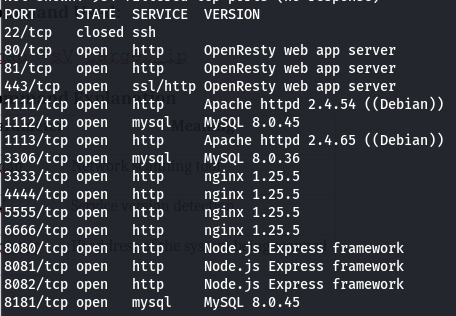 PORT STATE SERVICE VERSION
22/tcp closed ssh
80/tcp open http OpenResty web app server
81/tcp open http OpenResty web app server
443/tcp open ssl/http OpenResty web app server
1111/tcp open http Apache httpd 2.4.54 ((Debian))
1112/tcp open mysql MySQL 8.0.45
1113/tcp open http Apache httpd 2.4.65 ((Debian))
3306/tcp open mysql MySQL 8.0.36
3333/tcp open http nginx 1.25.5
4444/tcp open http nginx 1.25.5
5555/tcp open http nginx 1.25.5
6666/tcp open http nginx 1.25.5
8080/tcp open http Node.js Express framework
8081/tcp open http Node.js Express framework
8082/tcp open http Node.js Express framework
8181/tcp open mysql MySQL 8.0.45